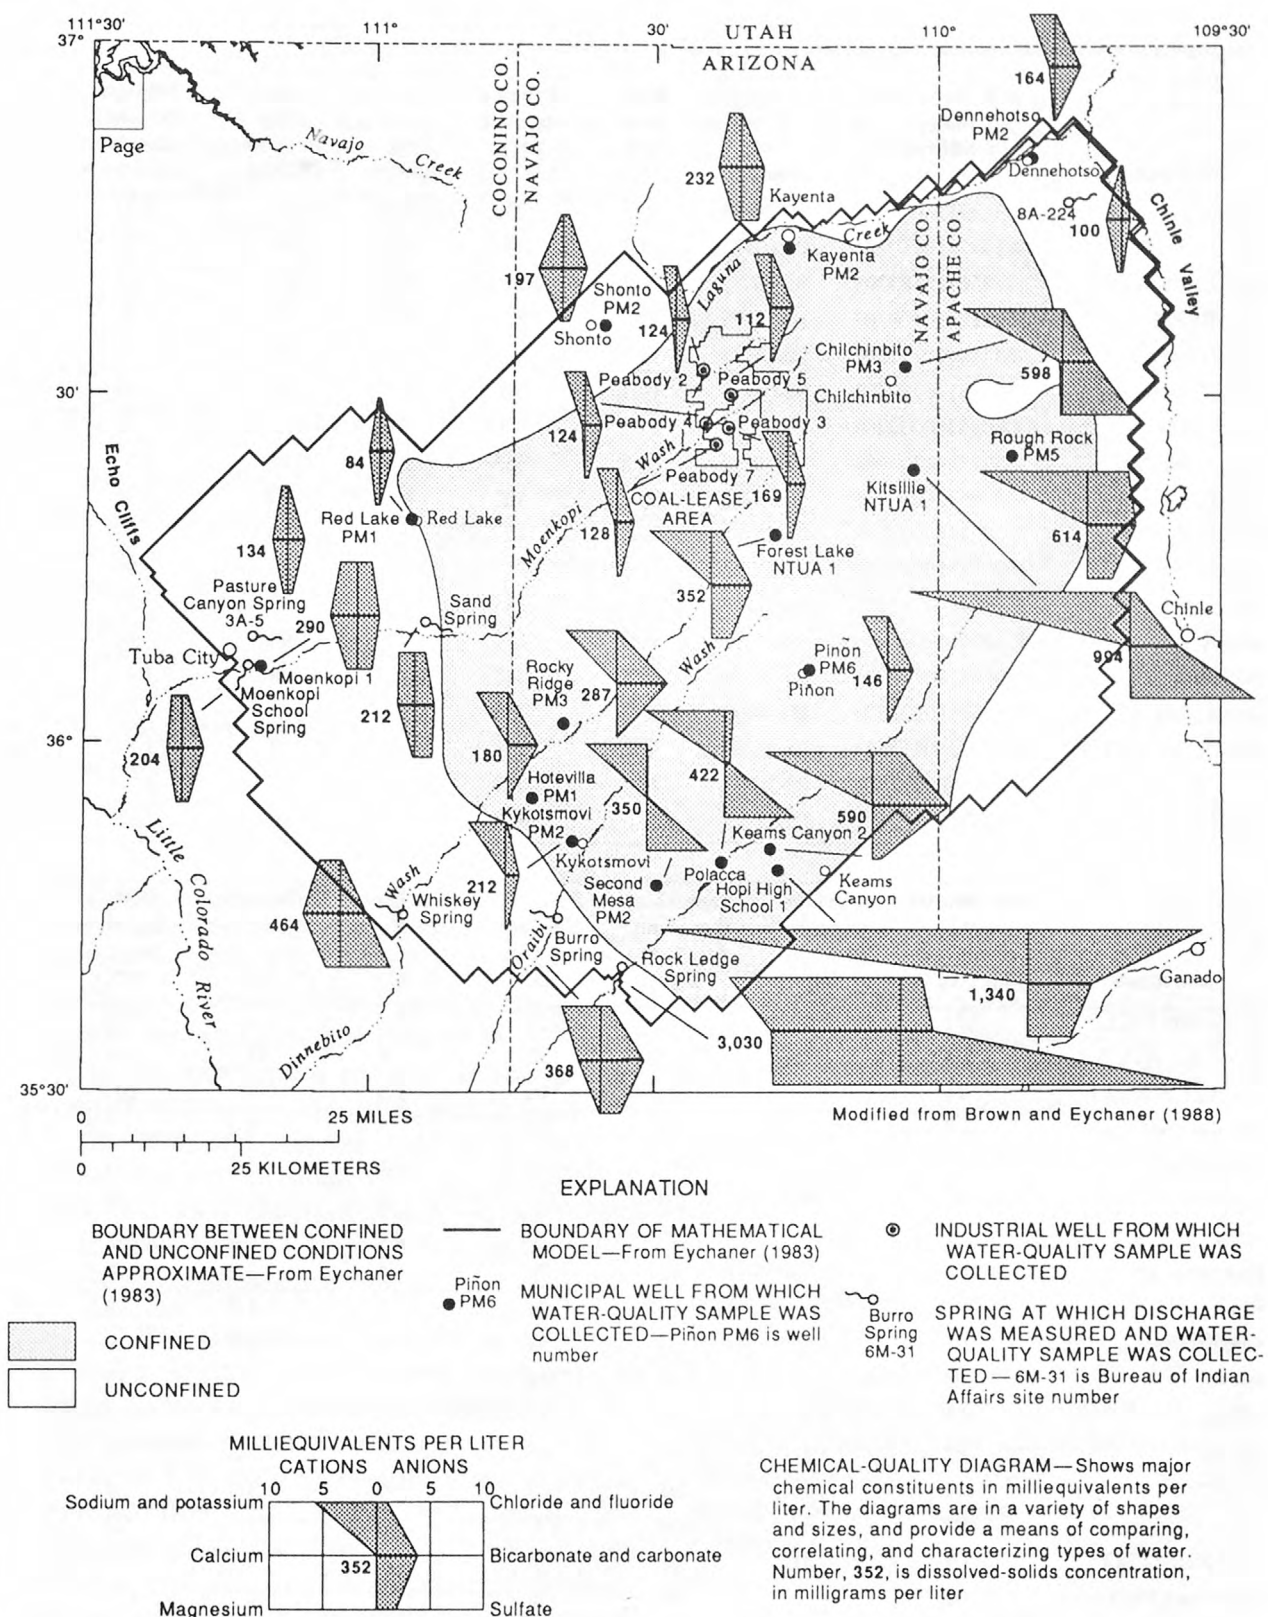 111°30'
111°
30'
UTAH
110°
109°30'
37°
ARIZONA
COCONINO CO.
NAVAJO CO.
Page
Navajo
Creek
164
Dennehotso
PM2
Dennehotso
8A-224
100
Chinle Valley
232
Kayenta
Creek
Kayenta
PM2
Laguna
NAVAJO CO.
APACHE CO.
197
Shonto
PM2
Shonto
124
112
Chilchinbito
PM3
Chilchinbito
598
30'
Peabody 2
Peabody 5
Peabody 4
Peabody 3
Wash
Peabody 7
124
COAL-LEASE
AREA
169
Rough Rock
PM5
Kitsillie
NTUA 1
Echo Cliffs
84
Red Lake
PM1
Red Lake
Moenkopi
128
Forest Lake
NTUA 1
614
134
Pasture
Canyon Spring
3A-5
290
Sand
Spring
352
Chinle
994
Tuba City
Moenkopi 1
Moenkopi
School
Spring
Rocky
Ridge
PM3
287
Wash
Piñon
PM6
Piñon
146
212
36°
204
180
Hotevilla
PM1
Kykotsmovi
PM2
Kykotsmovi
350
422
590
Keams Canyon 2
Little Colorado River
212
Second
Mesa
PM2
Polacca
Hopi High
School 1
Keams
Canyon
Wash
Whiskey
Spring
464
Oraibi
Burro
Spring
Rock Ledge
Spring
Ganado
1,340
Dinnebito
3,030
368
35°30'
Modified from Brown and Eychaner (1988)
0 25 MILES
0 25 KILOMETERS
EXPLANATION
BOUNDARY BETWEEN CONFINED
AND UNCONFINED CONDITIONS
APPROXIMATE—From Eychaner
(1983)
CONFINED
UNCONFINED
BOUNDARY OF MATHEMATICAL
MODEL—From Eychaner (1983)
Piñon
PM6
MUNICIPAL WELL FROM WHICH
WATER-QUALITY SAMPLE WAS
COLLECTED—Piñon PM6 is well
number
INDUSTRIAL WELL FROM WHICH
WATER-QUALITY SAMPLE WAS
COLLECTED
Burro
Spring
6M-31
SPRING AT WHICH DISCHARGE
WAS MEASURED AND WATER-
QUALITY SAMPLE WAS COLLEC-
TED—6M-31 is Bureau of Indian
Affairs site number
MILLIEQUIVALENTS PER LITER
CATIONS ANIONS
10 5 0 5 10
Sodium and potassium
Chloride and fluoride
Calcium
352
Bicarbonate and carbonate
Magnesium
Sulfate
CHEMICAL-QUALITY DIAGRAM—Shows major
chemical constituents in milliequivalents per
liter. The diagrams are in a variety of shapes
and sizes, and provide a means of comparing,
correlating, and characterizing types of water.
Number, 352, is dissolved-solids concentration,
in milligrams per liter